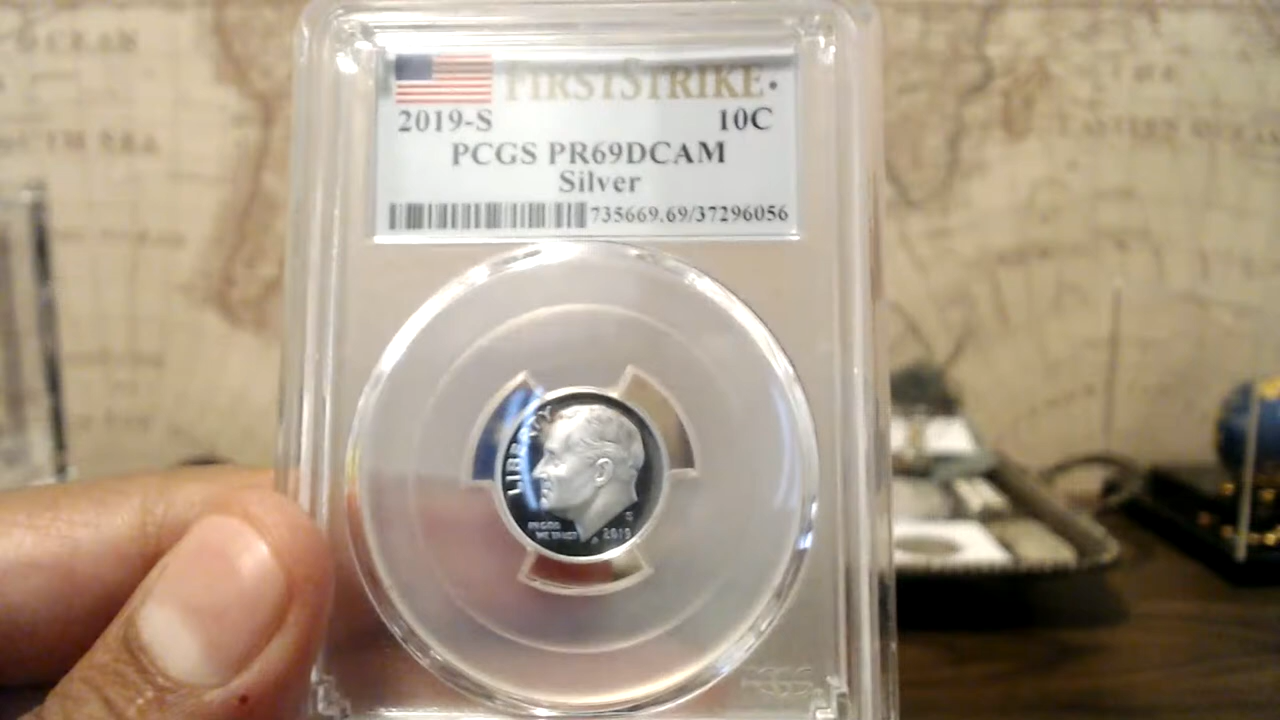 FIRSTSTRIKE
2019-S 10C
PCGS PR69DCAM
Silver
735669.69/37296056
LIBERTY
IN GOD
WE TRUST
2019